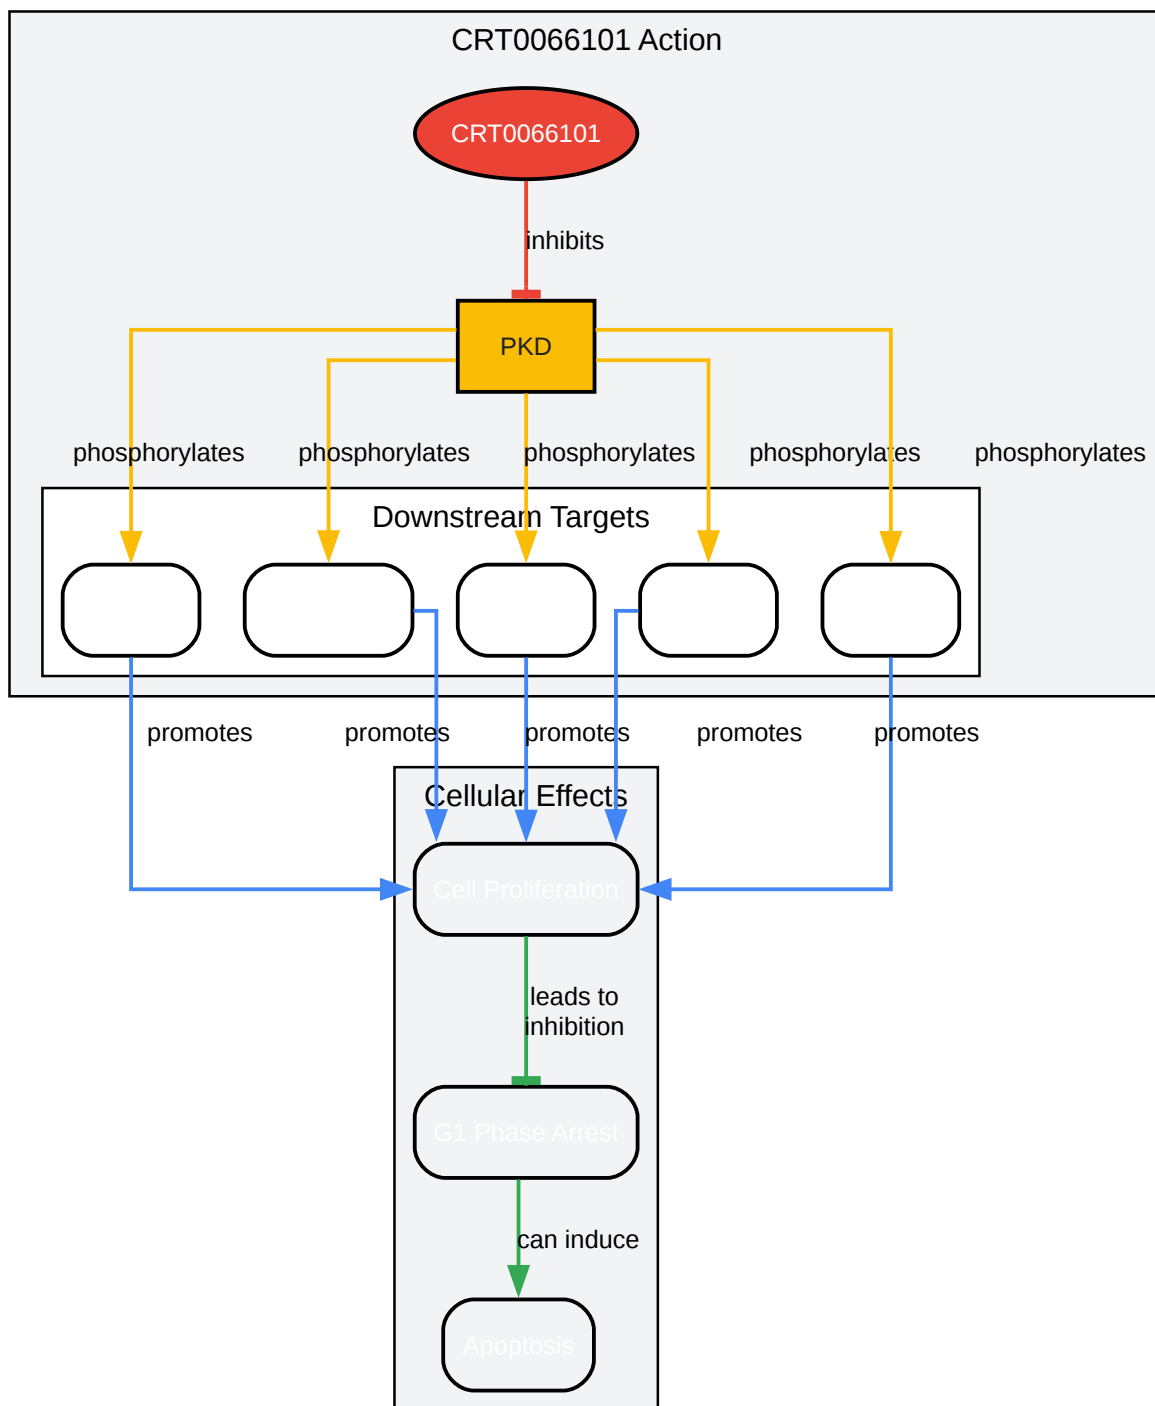 CRT0066101 Action
CRT0066101
inhibits
PKD
phosphorylates
phosphorylates
phosphorylates
phosphorylates
phosphorylates
Downstream Targets
promotes
promotes
promotes
promotes
promotes
Cellular Effects
Cell Proliferation
leads to
inhibition
G1 Phase Arrest
can induce
Apoptosis